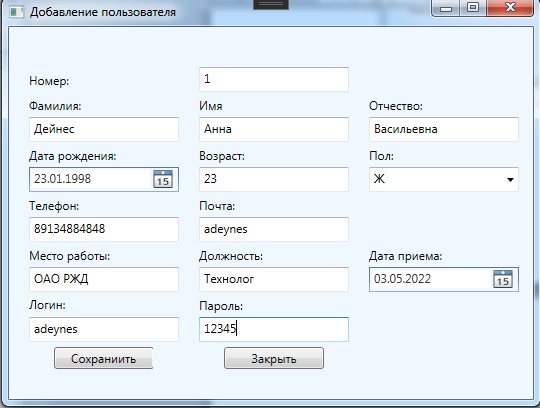 Добавление пользователя
Номер: 1
Фамилия: Имя Отчество:
Дейнес Анна Васильевна
Дата рождения: Возраст: Пол:
23.01.1998 15 23 Ж
Телефон: Почта:
89134884848 adeynes
Место работы: Должность: Дата приема:
ОАО РЖД Технолог 03.05.2022 15
Логин: Пароль:
adeynes 12345
Сохраниить Закрыть